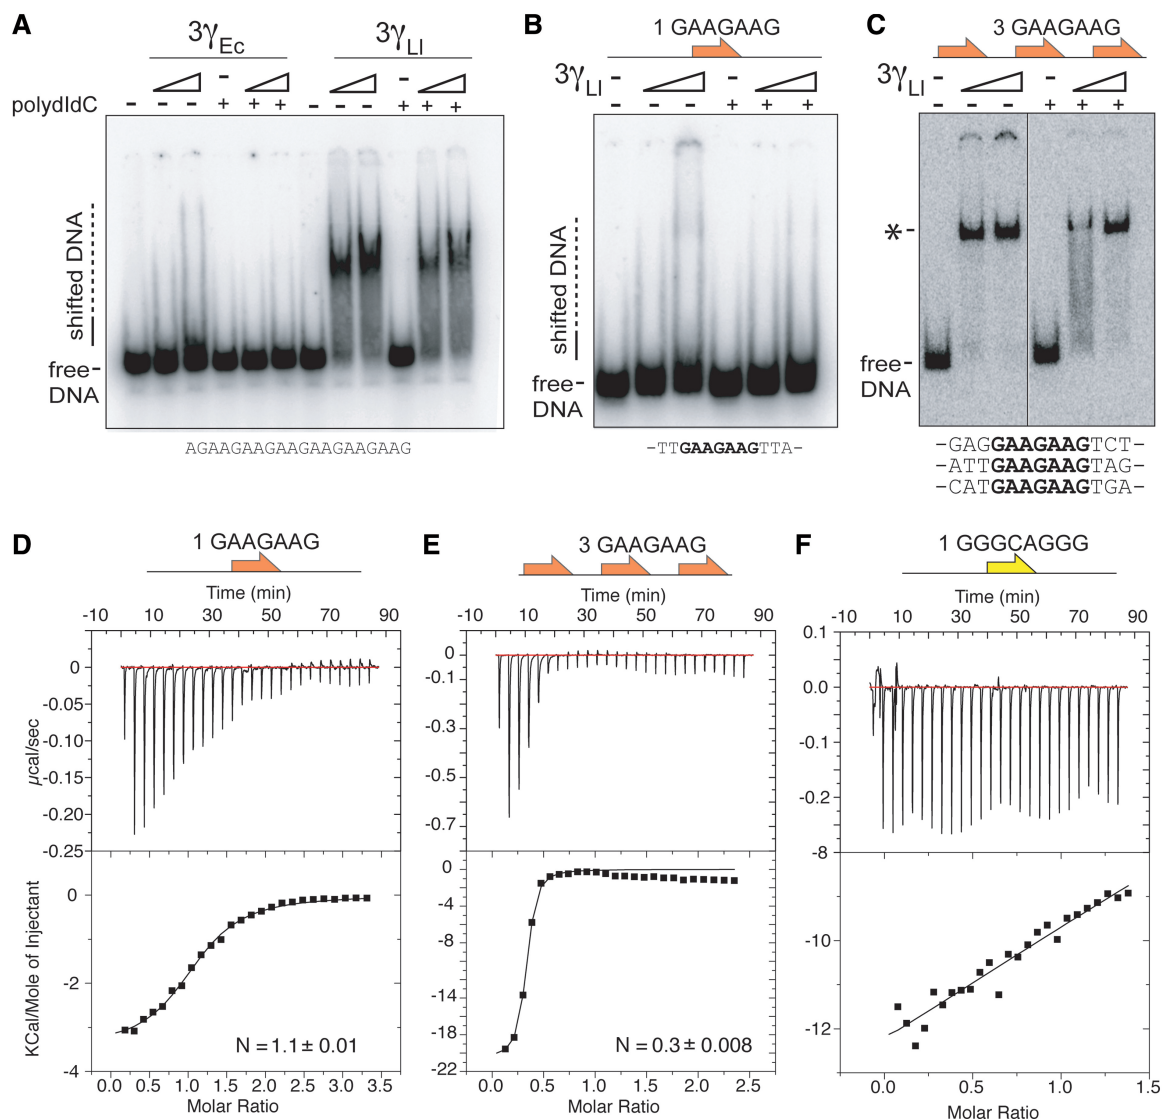 A
3γEc
3γLl
-
-
polydIdC
- - - + + + - - - + + +
shifted DNA
free-
DNA
AGAAGAAGAAGAAGAAGAAG
B
1 GAAGAAG
3γLl
-
-
- - - + + +
shifted DNA
free-
DNA
-TTGAAGAAGTTA-
C
3 GAAGAAG
3γLl
-
-
- - - + + +
*-
free-
DNA
-GAGGAAGAAGTCT-
-ATTGAAGAAGTAG-
-CATGAAGAAGTGA-
D
1 GAAGAAG
Time (min)
-10 10 30 50 70 90
µcal/sec
0
-0.05
-0.10
-0.15
-0.20
-0.25
KCal/Mole of Injectant
0
-2
-4
N = 1.1 ± 0.01
0.0 0.5 1.0 1.5 2.0 2.5 3.0 3.5
Molar Ratio
E
3 GAAGAAG
Time (min)
-10 10 30 50 70 90
0
-0.1
-0.3
-0.5
-0.7
0
-4
-8
-14
-18
-22
N = 0.3 ± 0.008
0.0 0.5 1.0 1.5 2.0 2.5
Molar Ratio
F
1 GGGCAGGG
Time (min)
-10 10 30 50 70 90
0.1
0.0
-0.1
-0.2
-8
-10
-12
0.0 0.5 1.0 1.5
Molar Ratio